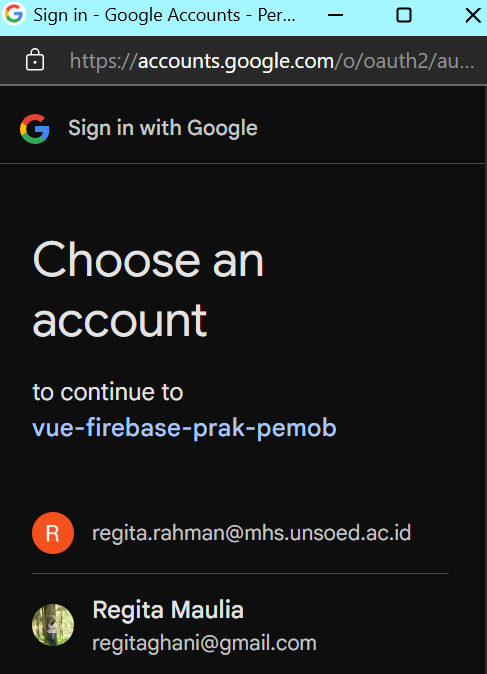 Sign in - Google Accounts - Per...
https://accounts.google.com/o/oauth2/au...
Sign in with Google
Choose an
account
to continue to
vue-firebase-prak-pemob
R
regita.rahman@mhs.unsoed.ac.id
Regita Maulia
regitaghani@gmail.com